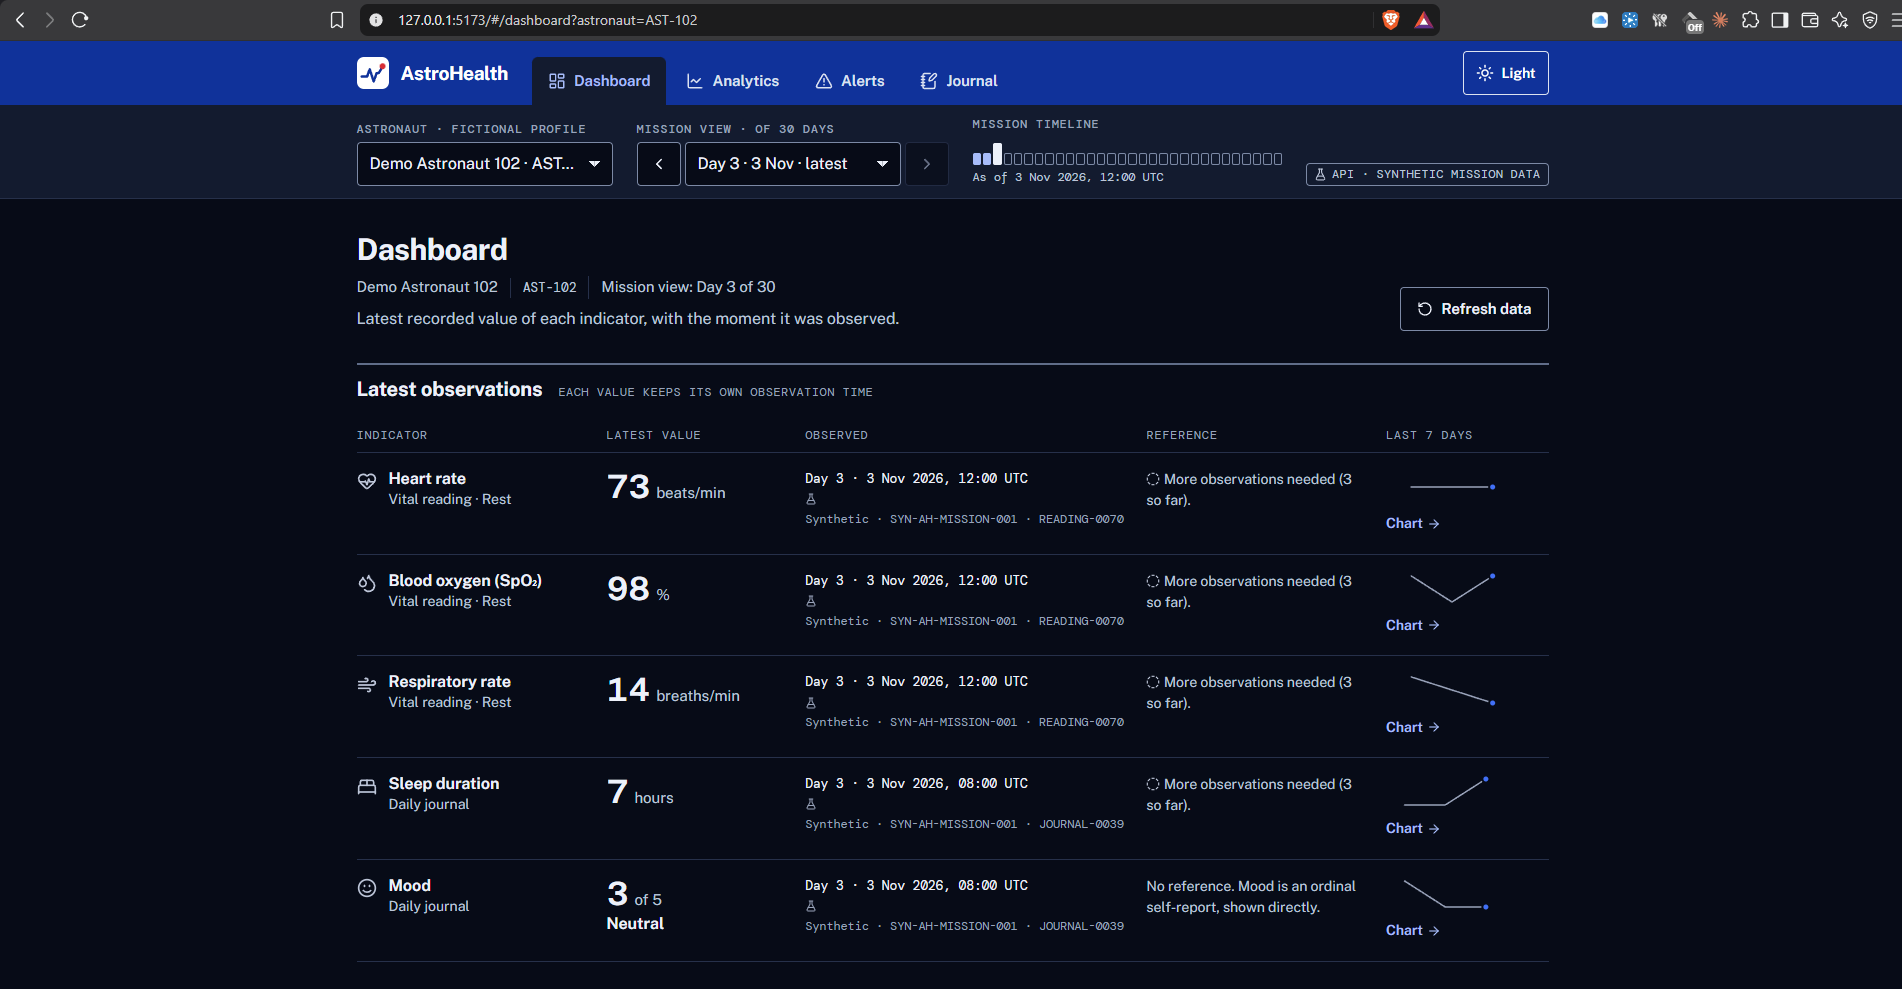 127.0.0.1:5173/#/dashboard?astronaut=AST-102
Off
AstroHealth
Dashboard
Analytics
Alerts
Journal
Light
ASTRONAUT · FICTIONAL PROFILE
Demo Astronaut 102 · AST...
MISSION VIEW · OF 30 DAYS
Day 3 · 3 Nov · latest
MISSION TIMELINE
As of 3 Nov 2026, 12:00 UTC
API · SYNTHETIC MISSION DATA
Dashboard
Demo Astronaut 102 AST-102 Mission view: Day 3 of 30
Latest recorded value of each indicator, with the moment it was observed.
Refresh data
Latest observations EACH VALUE KEEPS ITS OWN OBSERVATION TIME
INDICATOR LATEST VALUE OBSERVED REFERENCE LAST 7 DAYS
Heart rate
Vital reading · Rest
73 beats/min
Day 3 · 3 Nov 2026, 12:00 UTC
Synthetic · SYN-AH-MISSION-001 · READING-0070
More observations needed (3
so far).
Chart →
Blood oxygen (SpO₂)
Vital reading · Rest
98 %
Day 3 · 3 Nov 2026, 12:00 UTC
Synthetic · SYN-AH-MISSION-001 · READING-0070
More observations needed (3
so far).
Chart →
Respiratory rate
Vital reading · Rest
14 breaths/min
Day 3 · 3 Nov 2026, 12:00 UTC
Synthetic · SYN-AH-MISSION-001 · READING-0070
More observations needed (3
so far).
Chart →
Sleep duration
Daily journal
7 hours
Day 3 · 3 Nov 2026, 08:00 UTC
Synthetic · SYN-AH-MISSION-001 · JOURNAL-0039
More observations needed (3
so far).
Chart →
Mood
Daily journal
3 of 5
Neutral
Day 3 · 3 Nov 2026, 08:00 UTC
Synthetic · SYN-AH-MISSION-001 · JOURNAL-0039
No reference. Mood is an ordinal
self-report, shown directly.
Chart →